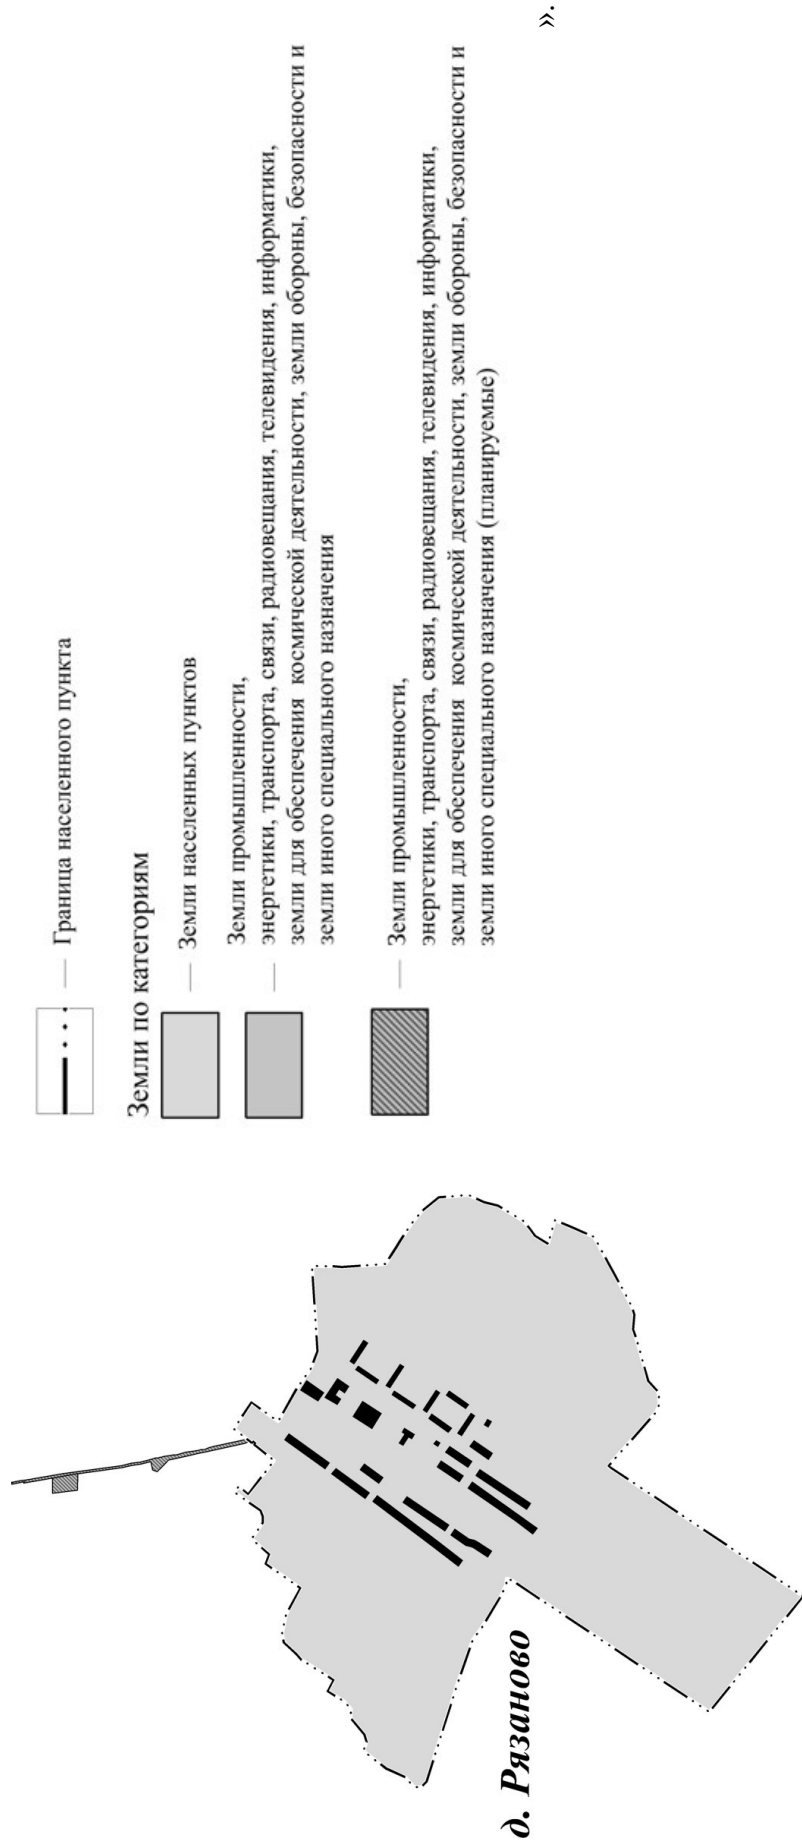 — Граница населенного пункта
Земли по категориям
— Земли населенных пунктов
Земли промышленности,
— энергетики, транспорта, связи, радиовещания, телевидения, информатики,
земли для обеспечения космической деятельности, земли обороны, безопасности и
земли иного специального назначения
— Земли промышленности,
энергетики, транспорта, связи, радиовещания, телевидения, информатики,
земли для обеспечения космической деятельности, земли обороны, безопасности и
земли иного специального назначения (планируемые)
д. Рязаново
».